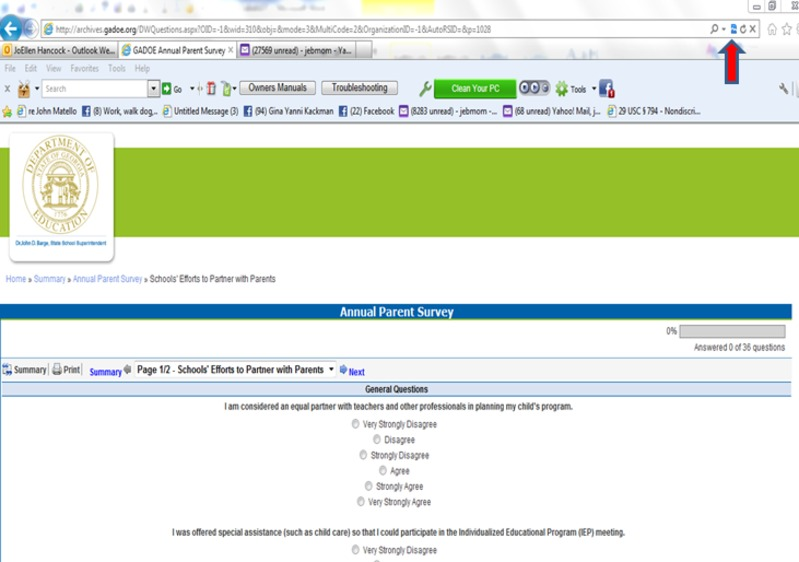 http://archives.gadoe.org/DWQuestions.aspx?OID=-1&wid=310&obj=&mode=3&MultiCode=2&OrganizationID=-1&AutoRSID=&p=1028
JoEllen Hancock - Outlook We... GADOE Annual Parent Survey × (27569 unread) - jebmom - Ya...
File Edit View Favorites Tools Help
x Search Go Owners Manuals Troubleshooting Clean Your PC Tools
re John Matello (8) Work, walk dog,.. Untitled Message (3) (94) Gina Yanni Kackman (22) Facebook (8283 unread) - jebmom -... (68 unread) Yahoo! Mail, j... 29 USC § 794 - Nondiscri...
DEPARTMENT OF
STATE OF GEORGIA
1776
EDUCATION
Dr. John D. Barge, State School Superintendent
Home » Summary » Annual Parent Survey » Schools' Efforts to Partner with Parents
Annual Parent Survey
0%
Answered 0 of 36 questions
Summary Print Summary Page 1/2 - Schools' Efforts to Partner with Parents Next
General Questions
I am considered an equal partner with teachers and other professionals in planning my child's program.
Very Strongly Disagree
Disagree
Strongly Disagree
Agree
Strongly Agree
Very Strongly Agree
I was offered special assistance (such as child care) so that I could participate in the Individualized Educational Program (IEP) meeting.
Very Strongly Disagree